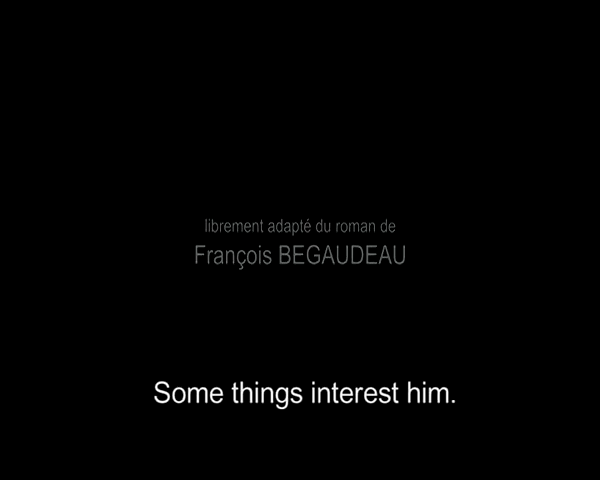 librement adapté du roman de
François BEGAUDEAU
Some things interest him.